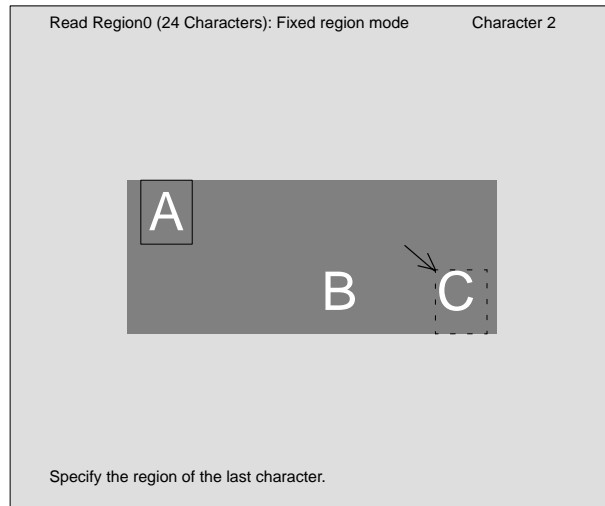 Read Region0 (24 Characters): Fixed region mode Character 2
A
B C
Specify the region of the last character.